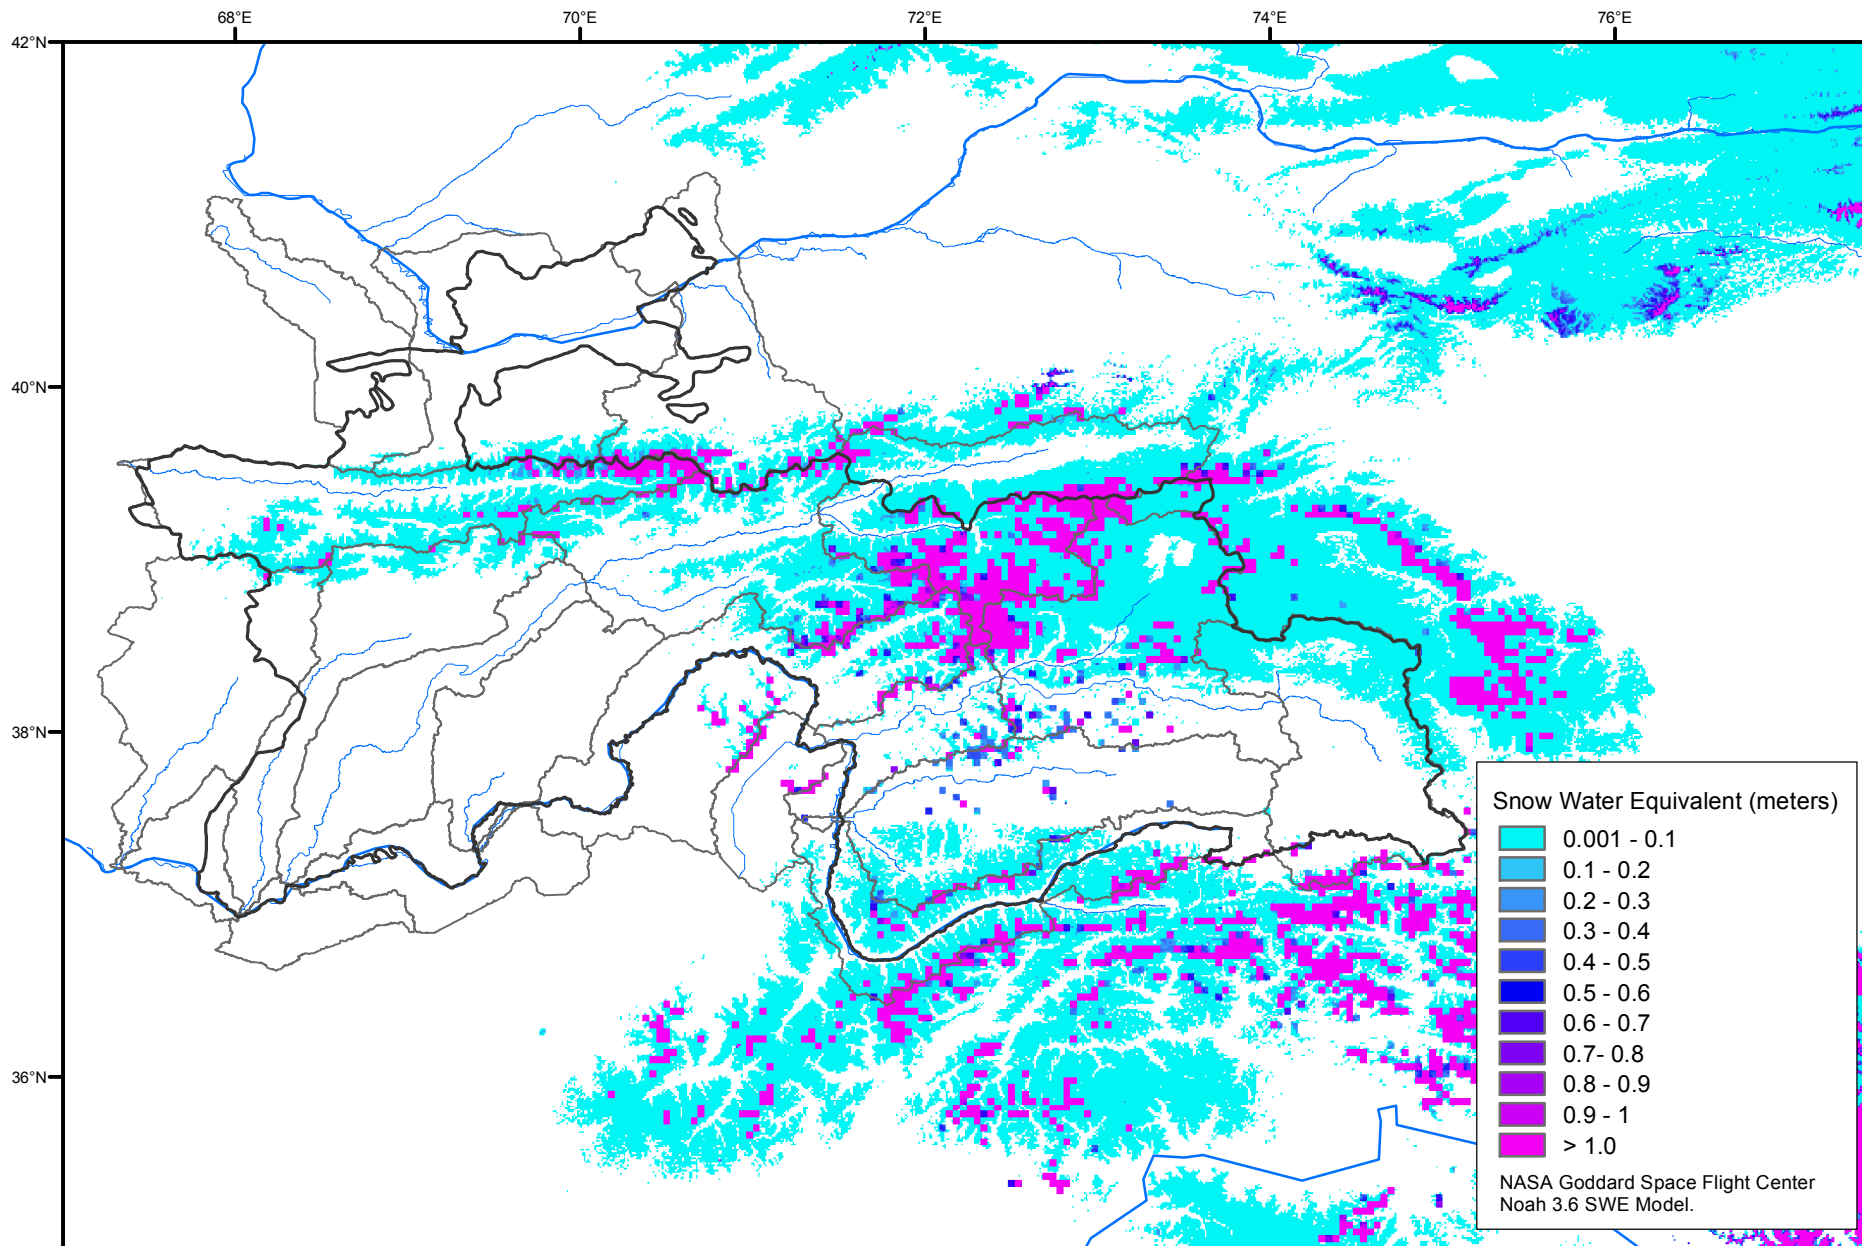 68°E
70°E
72°E
74°E
76°E
42°N
40°N
38°N
36°N
Snow Water Equivalent (meters)
0.001 - 0.1
0.1 - 0.2
0.2 - 0.3
0.3 - 0.4
0.4 - 0.5
0.5 - 0.6
0.6 - 0.7
0.7- 0.8
0.8 - 0.9
0.9 - 1
> 1.0
NASA Goddard Space Flight Center
Noah 3.6 SWE Model.